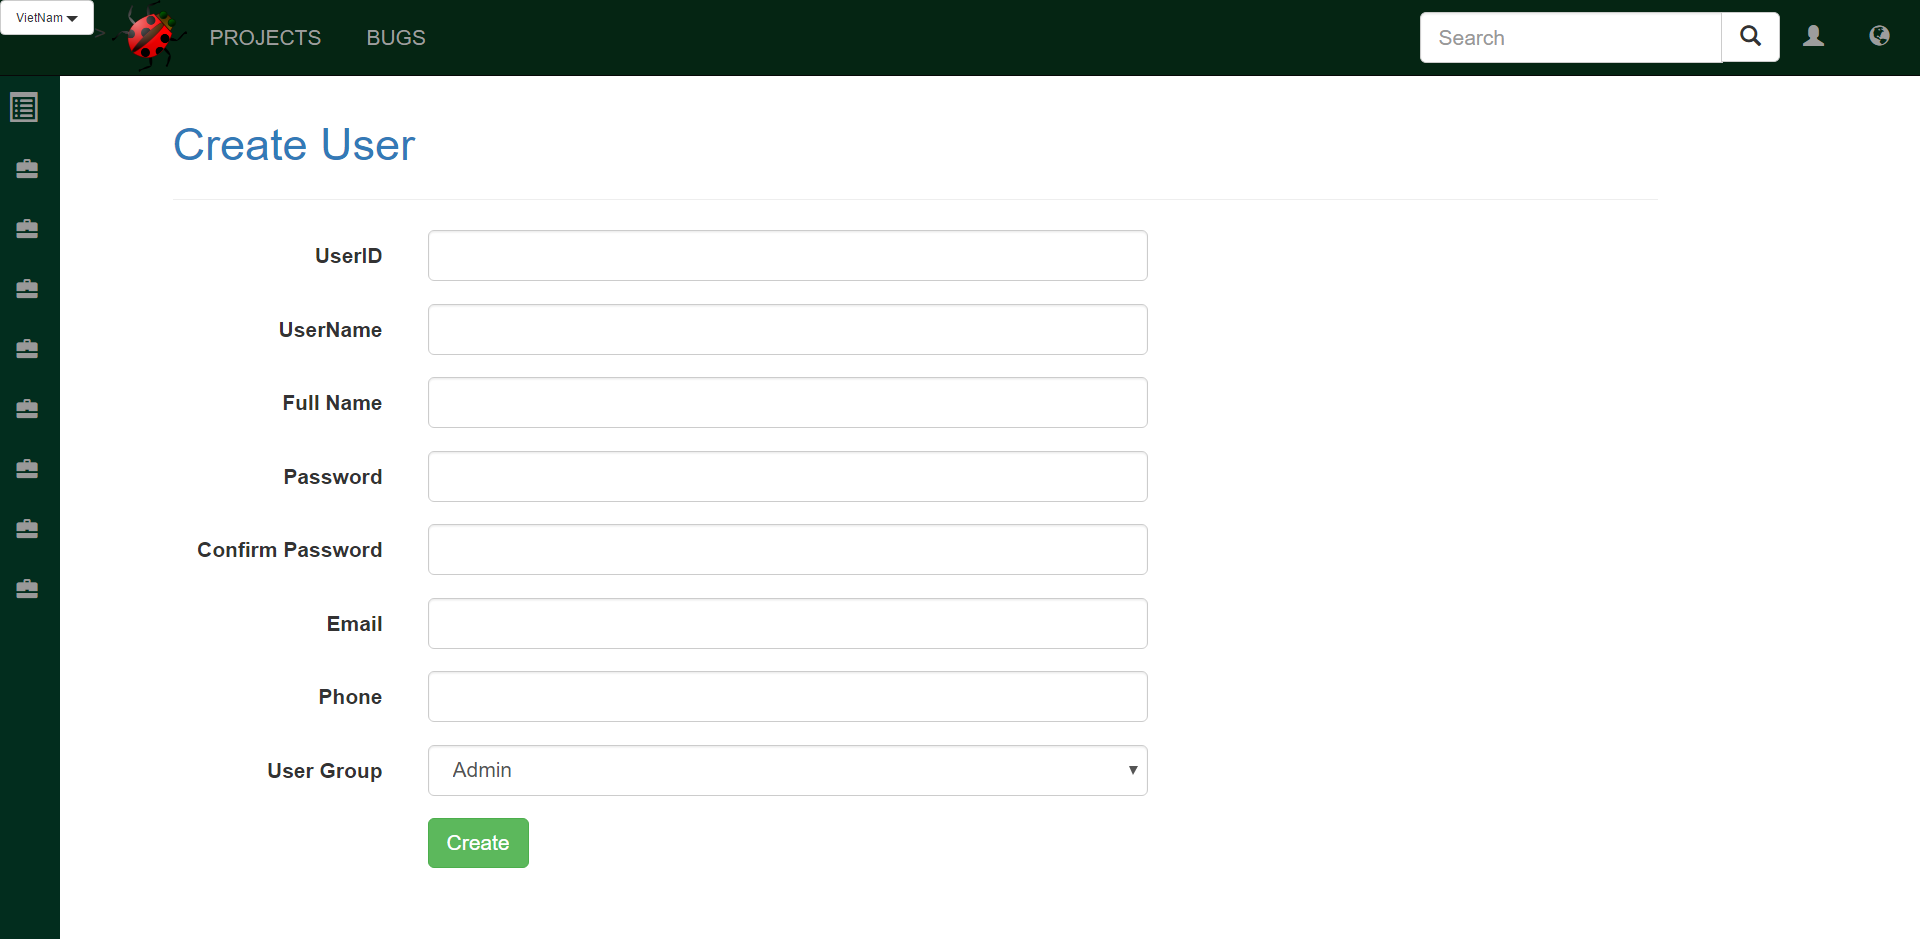 VietNam
>
PROJECTS
BUGS
Search
Create User
UserID
UserName
Full Name
Password
Confirm Password
Email
Phone
User Group
Admin
Create